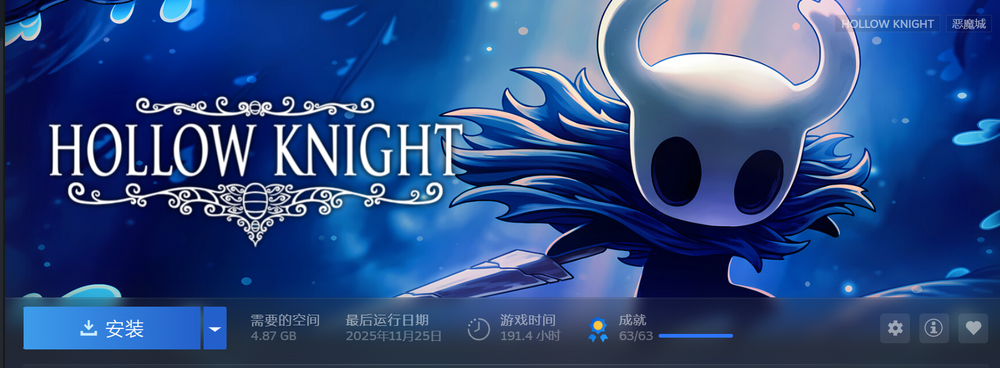 HOLLOW KNIGHT
恶魔城
HOLLOW KNIGHT
安装
需要的空间
4.87 GB
最后运行日期
2025年11月25日
游戏时间
191.4 小时
成就
63/63